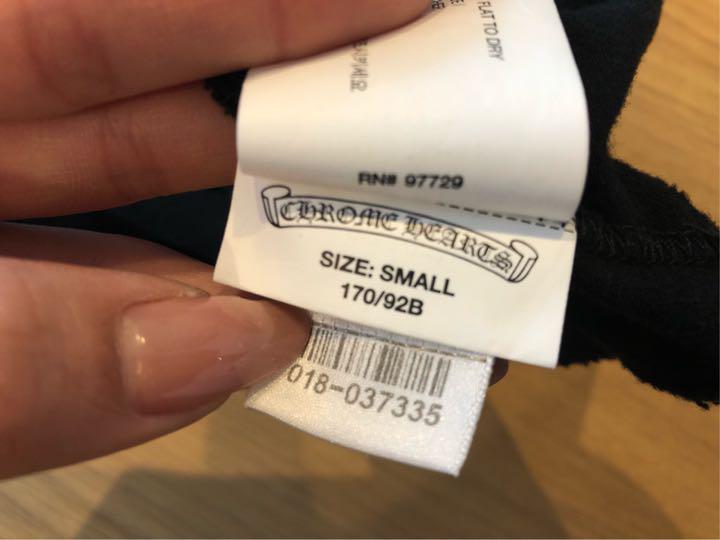 FLAT TO DRY
RN# 97729
CHROME HEARTS
SIZE: SMALL
170/92B
018-037335